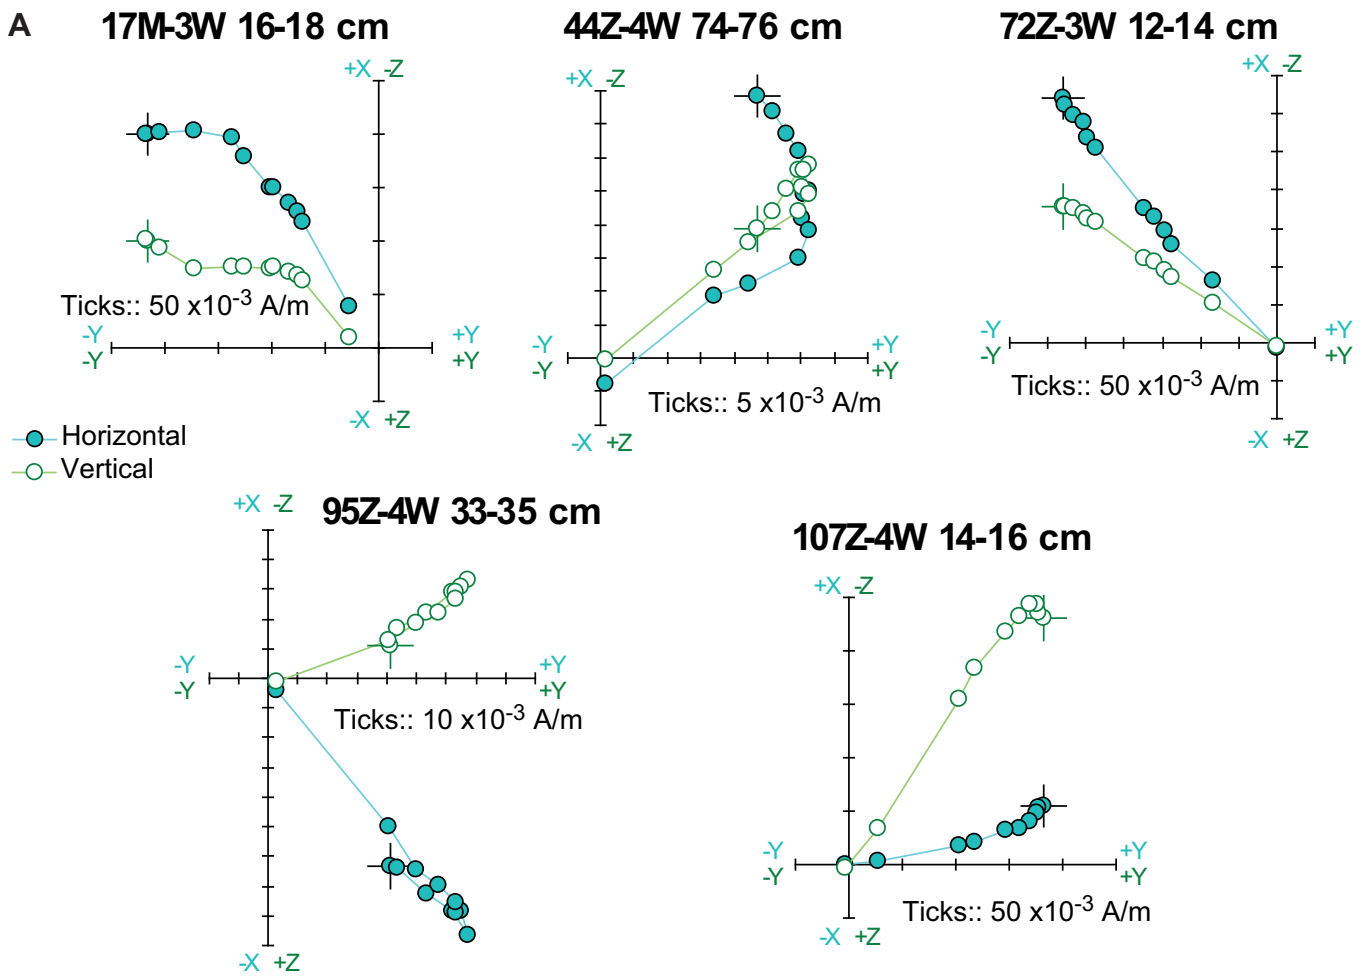 A
17M-3W 16-18 cm
+X -Z
Ticks:: 50 x10-3 A/m
-Y +Y
-Y +Y
-X +Z
44Z-4W 74-76 cm
+X -Z
-Y +Y
-Y +Y
Ticks:: 5 x10-3 A/m
-X +Z
72Z-3W 12-14 cm
+X -Z
-Y +Y
-Y +Y
Ticks:: 50 x10-3 A/m
-X +Z
Horizontal
Vertical
95Z-4W 33-35 cm
+X -Z
-Y +Y
-Y +Y
Ticks:: 10 x10-3 A/m
-X +Z
107Z-4W 14-16 cm
+X -Z
-Y +Y
-Y +Y
Ticks:: 50 x10-3 A/m
-X +Z